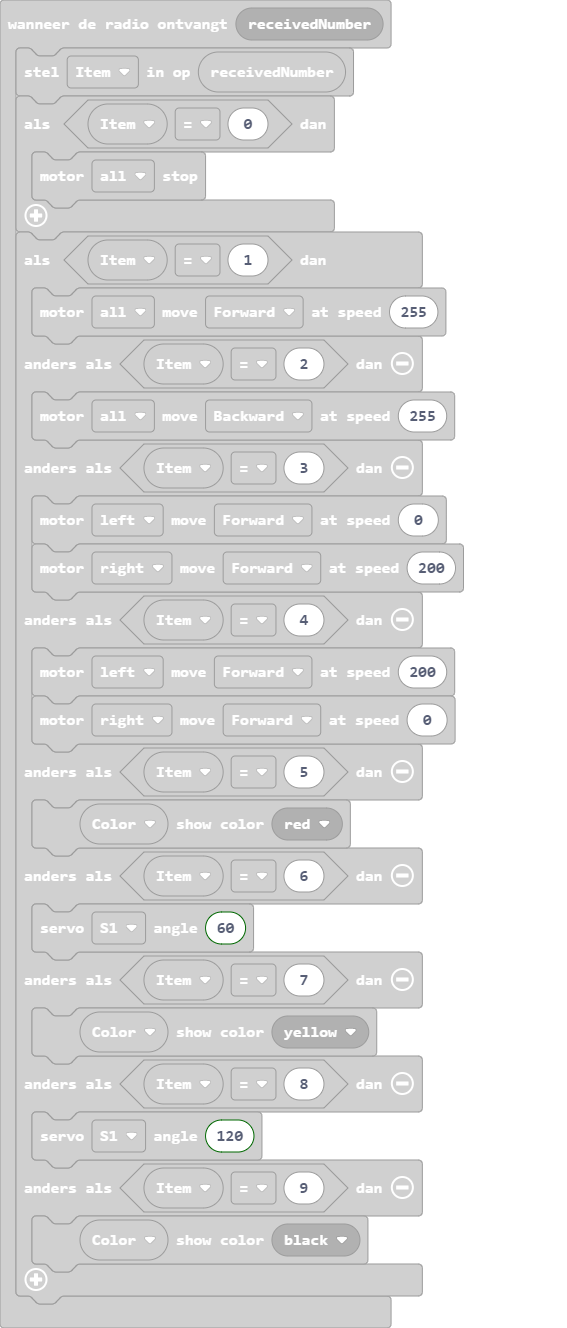 wanneer de radio ontvangt receivedNumber
stel Item in op receivedNumber
als Item = 0 dan
motor all stop
als Item = 1 dan
motor all move Forward at speed 255
anders als Item = 2 dan
motor all move Backward at speed 255
anders als Item = 3 dan
motor left move Forward at speed 0
motor right move Forward at speed 200
anders als Item = 4 dan
motor left move Forward at speed 200
motor right move Forward at speed 0
anders als Item = 5 dan
Color show color red
anders als Item = 6 dan
servo S1 angle 60
anders als Item = 7 dan
Color show color yellow
anders als Item = 8 dan
servo S1 angle 120
anders als Item = 9 dan
Color show color black